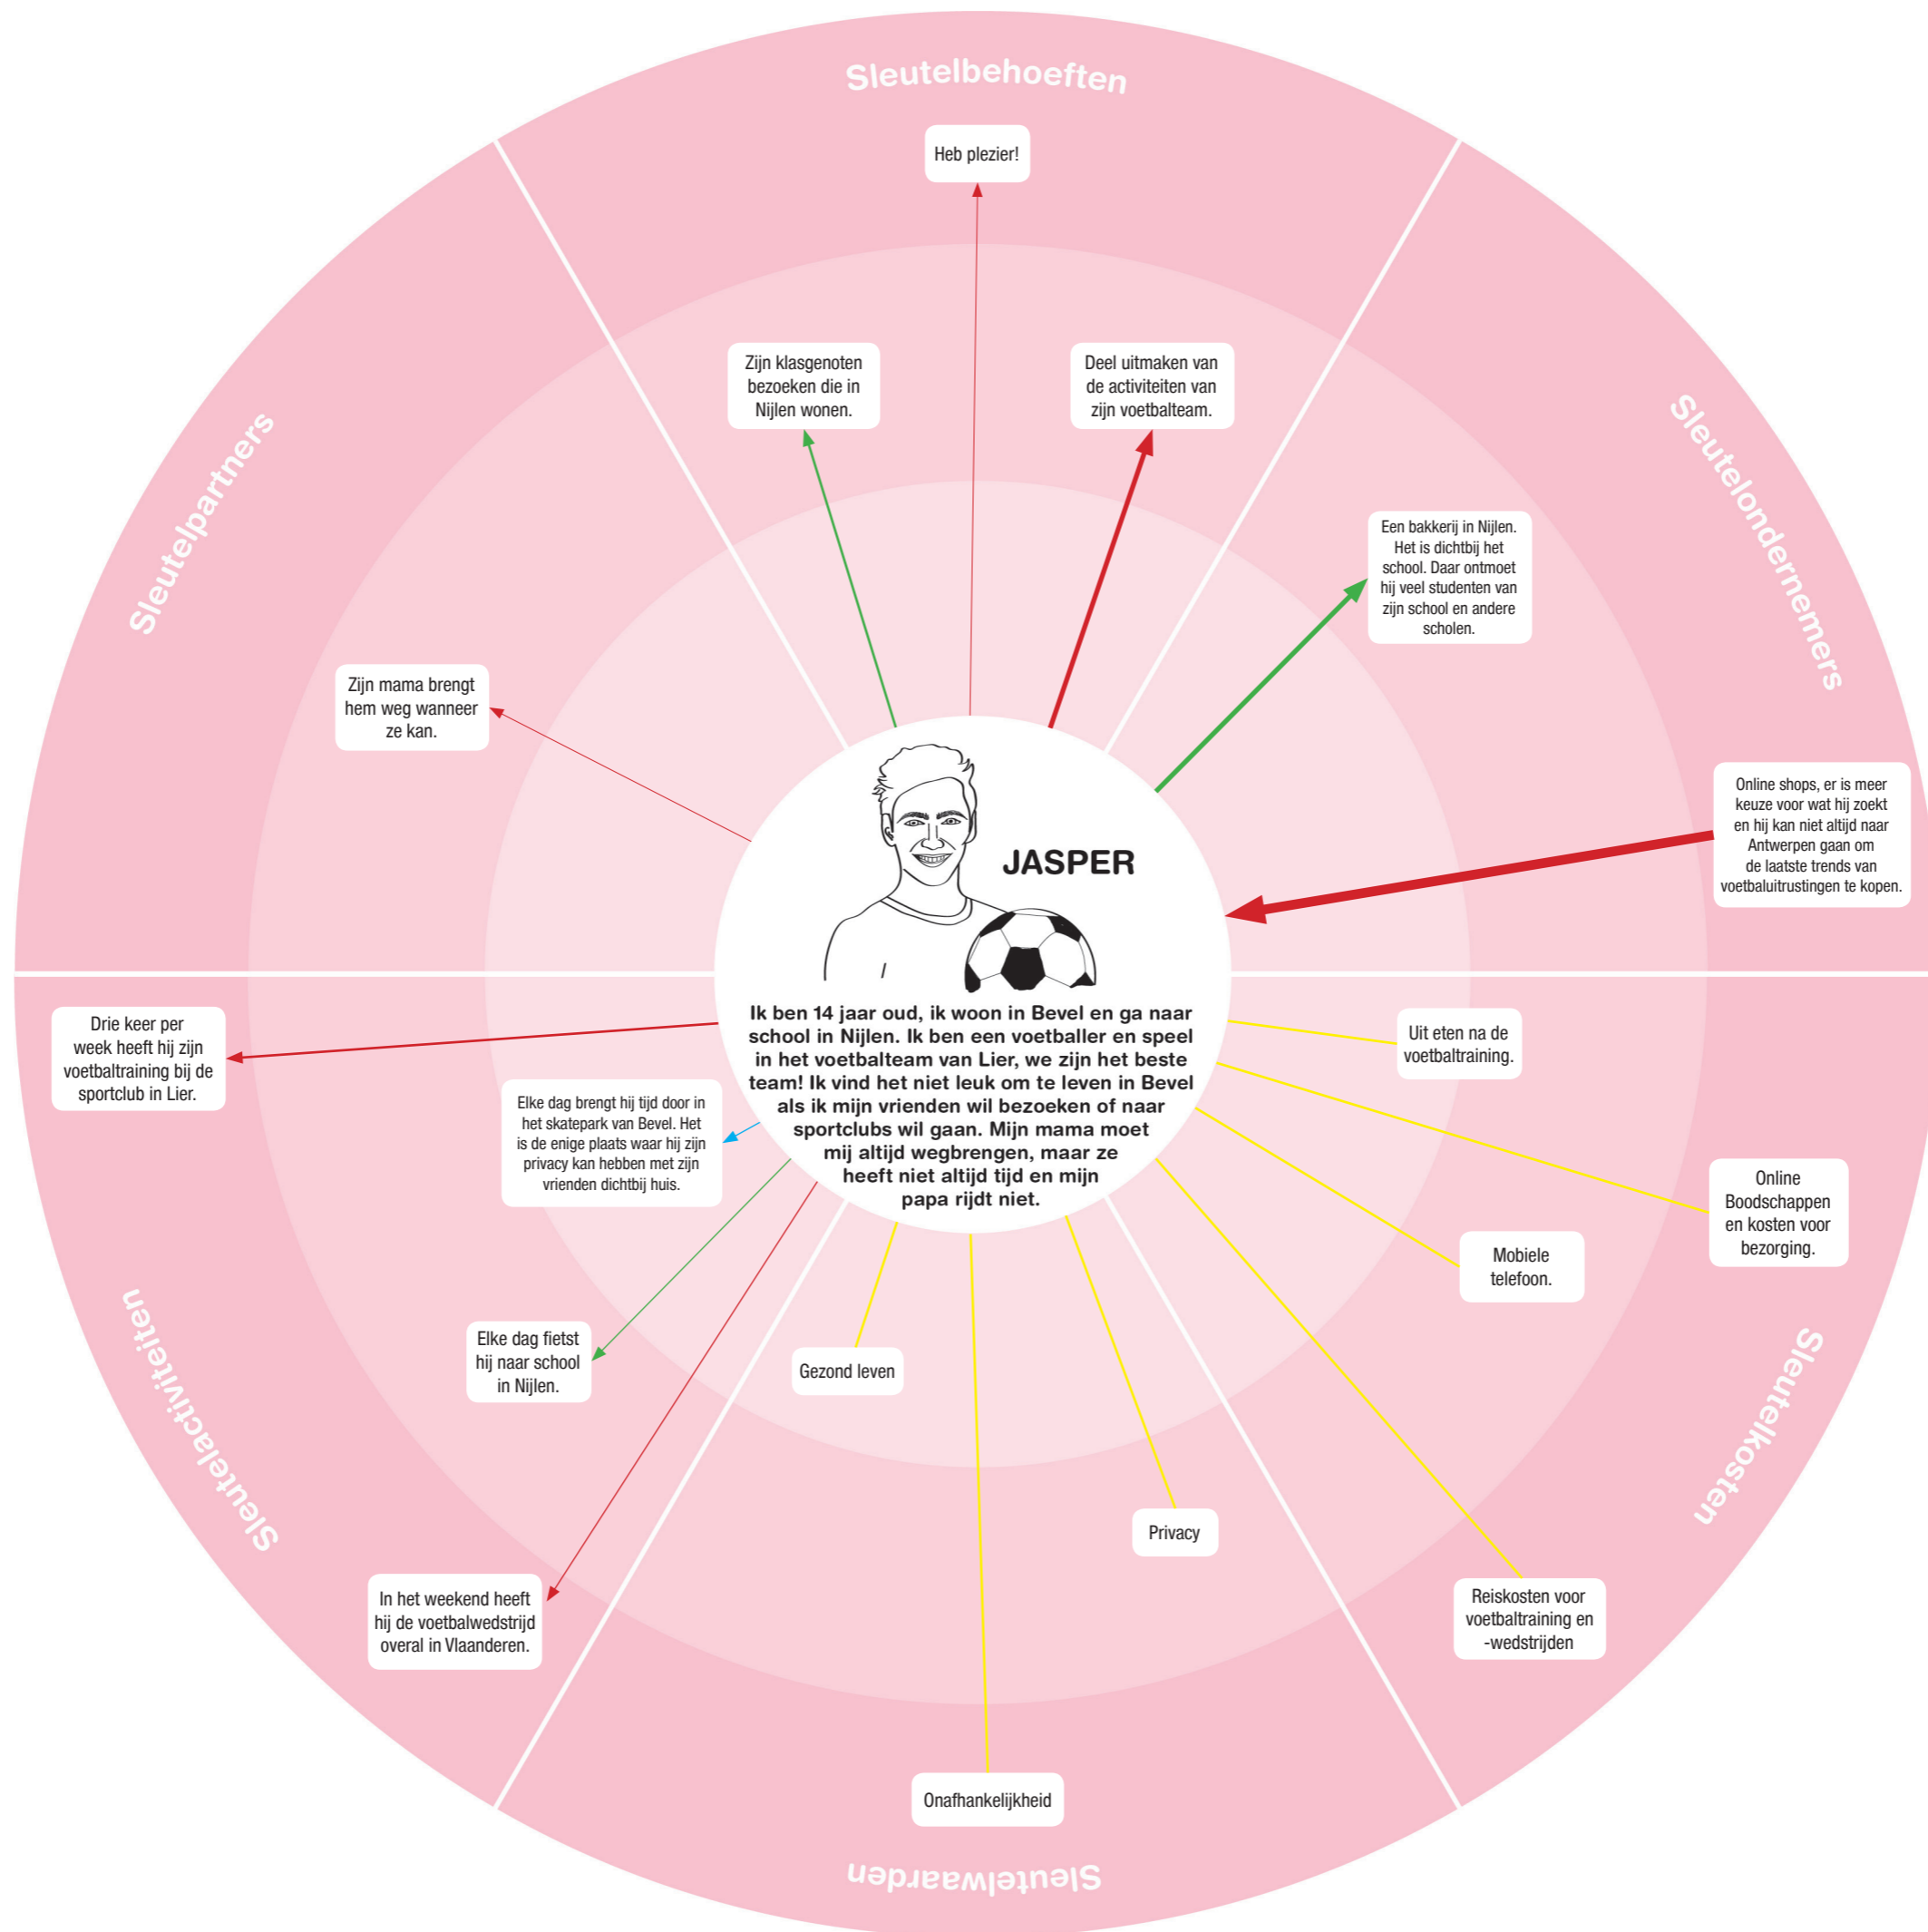 Sleutelbehoeften
Heb plezier!
Zijn klasgenoten
bezoeken die in
Nijlen wonen.
Deel uitmaken van
de activiteiten van
zijn voetbalteam.
Sleutelondernemers
Een bakkerij in Nijlen.
Het is dichtbij het
school. Daar ontmoet
hij veel studenten van
zijn school en andere
scholen.
Online shops, er is meer
keuze voor wat hij zoekt
en hij kan niet altijd naar
Antwerpen gaan om
de laatste trends van
voetbaluitrustingen te kopen.
Sleutelpartners
Zijn mama brengt
hem weg wanneer
ze kan.
JASPER
Ik ben 14 jaar oud, ik woon in Bevel en ga naar
school in Nijlen. Ik ben een voetballer en speel
in het voetbalteam van Lier, we zijn het beste
team! Ik vind het niet leuk om te leven in Bevel
als ik mijn vrienden wil bezoeken of naar
sportclubs wil gaan. Mijn mama moet
mij altijd wegbrengen, maar ze
heeft niet altijd tijd en mijn
papa rijdt niet.
Drie keer per
week heeft hij zijn
voetbaltraining bij de
sportclub in Lier.
Elke dag brengt hij tijd door in
het skatepark van Bevel. Het
is de enige plaats waar hij zijn
privacy kan hebben met zijn
vrienden dichtbij huis.
Elke dag fietst
hij naar school
in Nijlen.
In het weekend heeft
hij de voetbalwedstrijd
overal in Vlaanderen.
Sleutelactiviteiten
Uit eten na de
voetbaltraining.
Online
Boodschappen
en kosten voor
bezorging.
Mobiele
telefoon.
Reiskosten voor
voetbaltraining en
-wedstrijden
Sleutelkosten
Gezond leven
Privacy
Onafhankelijkheid
Sleutelwaarden